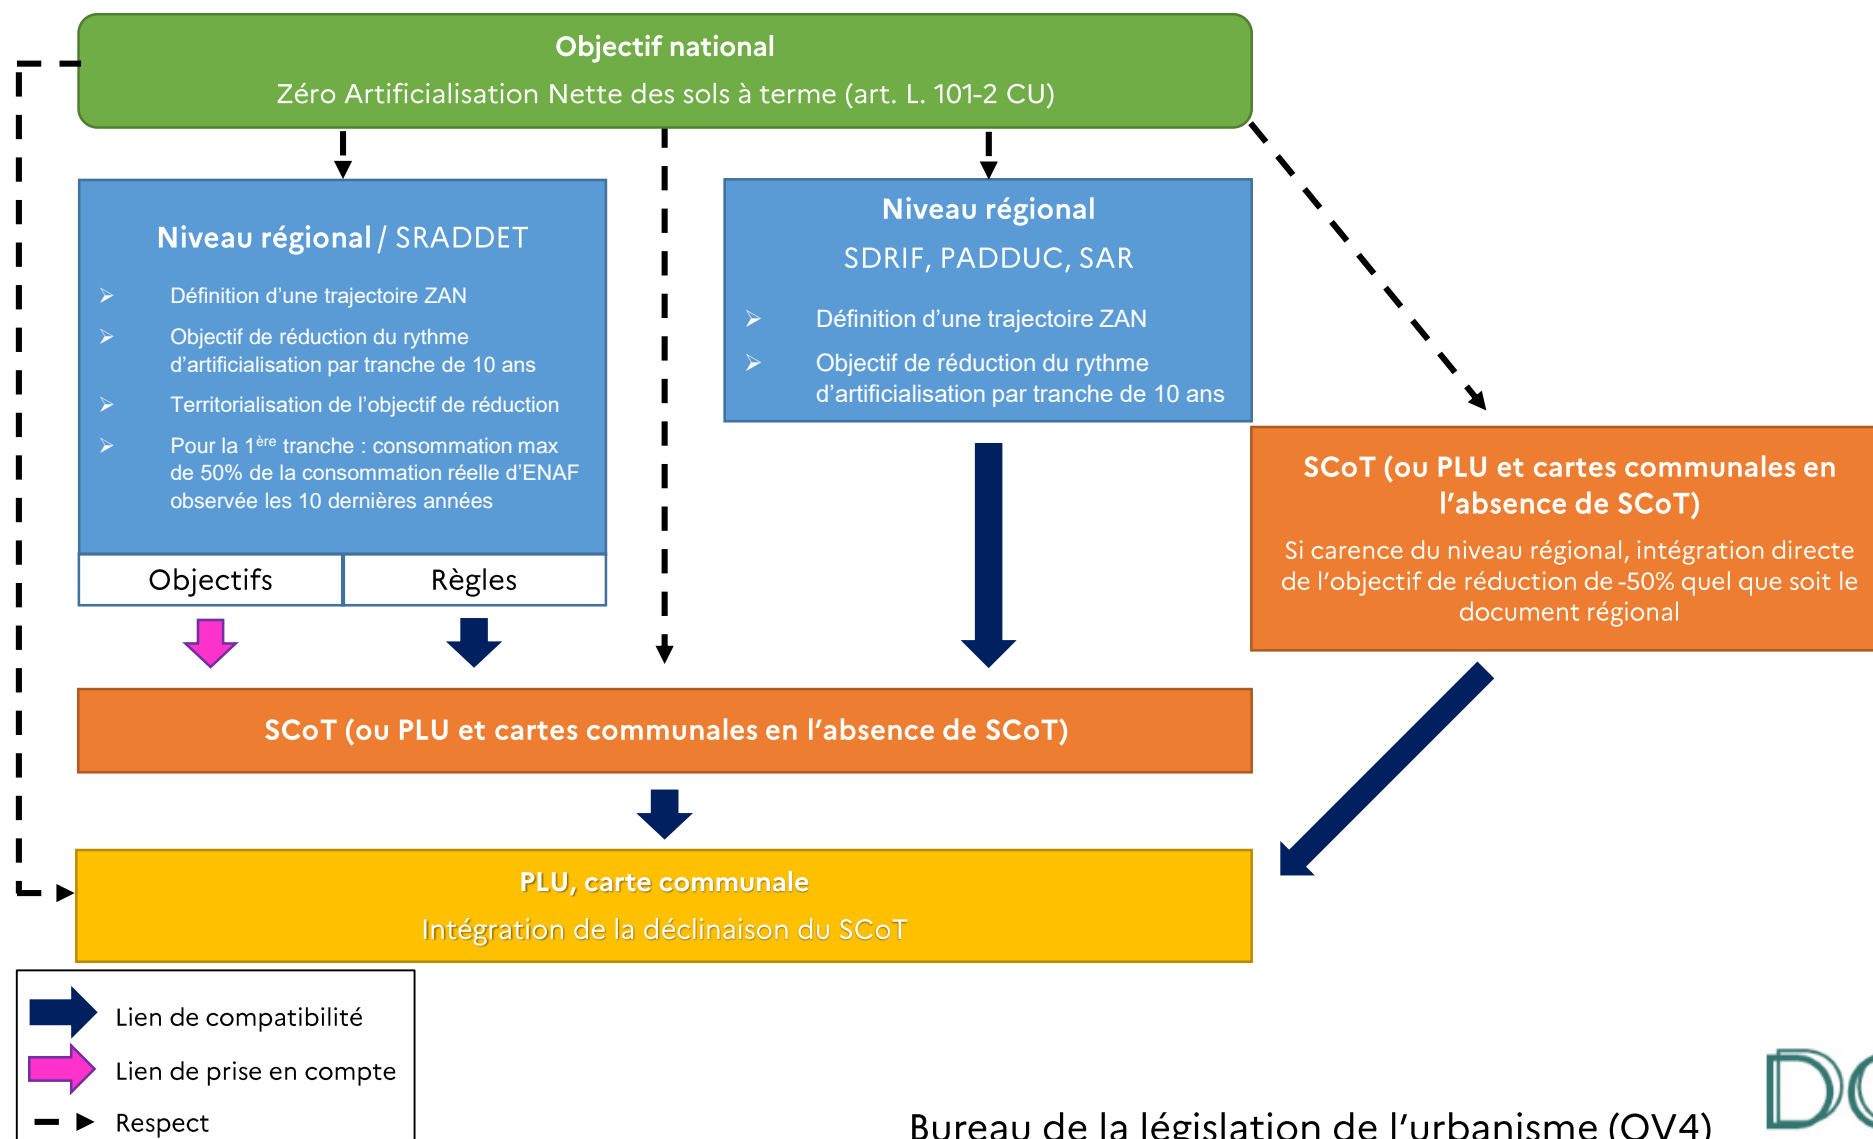 Objectif national
Zéro Artificialisation Nette des sols à terme (art. L. 101-2 CU)
Niveau régional / SRADDET
➢ Définition d’une trajectoire ZAN
➢ Objectif de réduction du rythme
d’artificialisation par tranche de 10 ans
➢ Territorialisation de l’objectif de réduction
➢ Pour la 1ère tranche : consommation max
de 50% de la consommation réelle d’ENAF
observée les 10 dernières années
Objectifs
Règles
Niveau régional
SDRIF, PADDUC, SAR
➢ Définition d’une trajectoire ZAN
➢ Objectif de réduction du rythme
d’artificialisation par tranche de 10 ans
SCoT (ou PLU et cartes communales en
l’absence de SCoT)
Si carence du niveau régional, intégration directe
de l’objectif de réduction de -50% quel que soit le
document régional
SCoT (ou PLU et cartes communales en l’absence de SCoT)
PLU, carte communale
Intégration de la déclinaison du SCoT
Lien de compatibilité
Lien de prise en compte
Respect
Bureau de la législation de l’urbanisme (QV4)